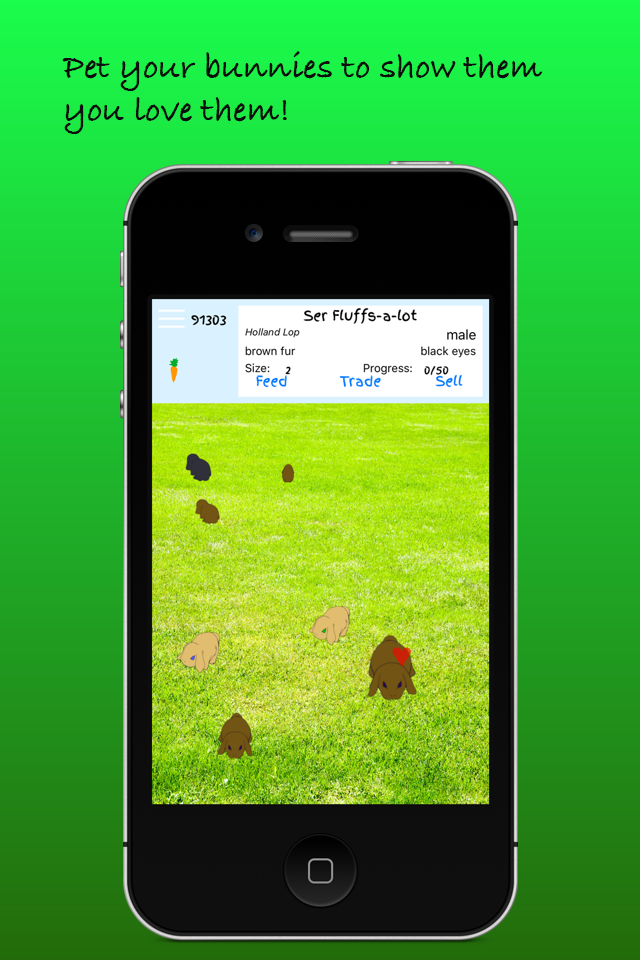 Pet your bunnies to show them
you love them!
91303
Ser Fluffs-a-lot
Holland Lop
male
brown fur
black eyes
Size: 2
Progress: 0/50
Feed
Trade
Sell